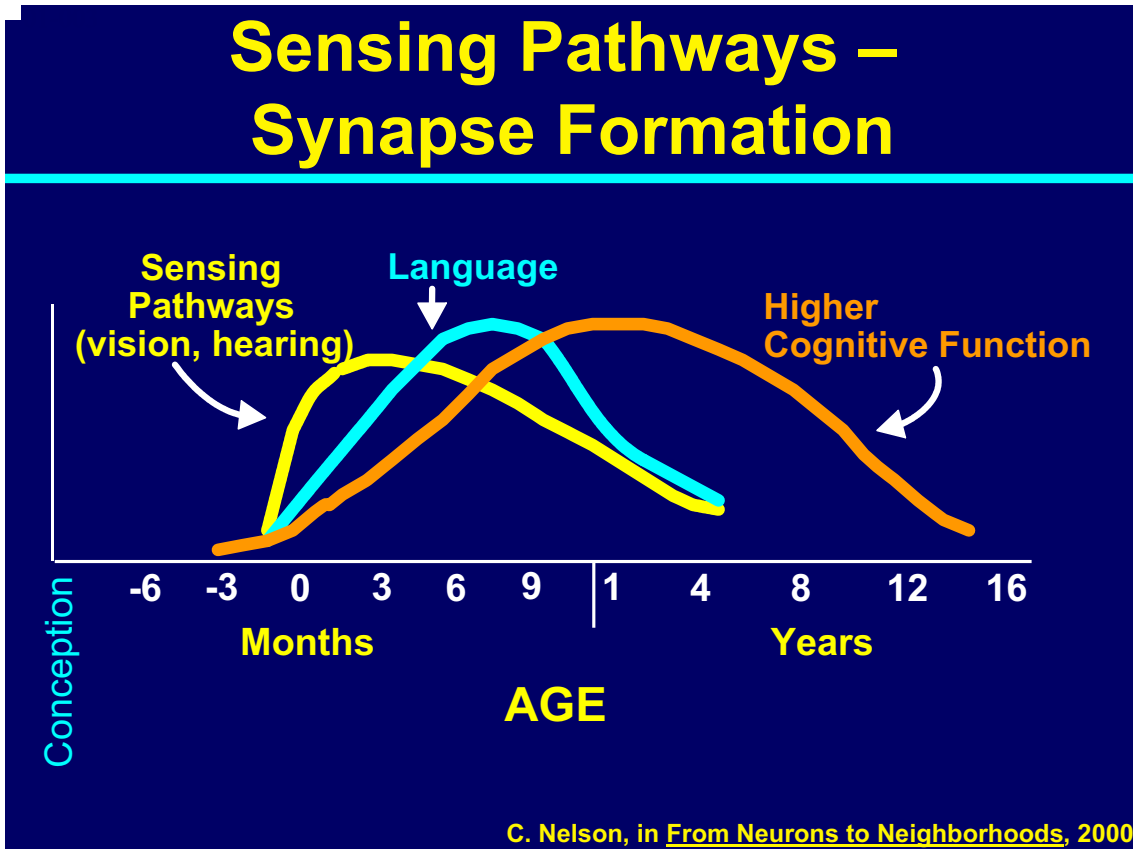 Sensing Pathways –
Synapse Formation
Sensing
Pathways
(vision, hearing)
Language
Higher
Cognitive Function
Conception
-6 -3 0 3 6 9 1 4 8 12 16
Months Years
AGE
C. Nelson, in From Neurons to Neighborhoods, 2000